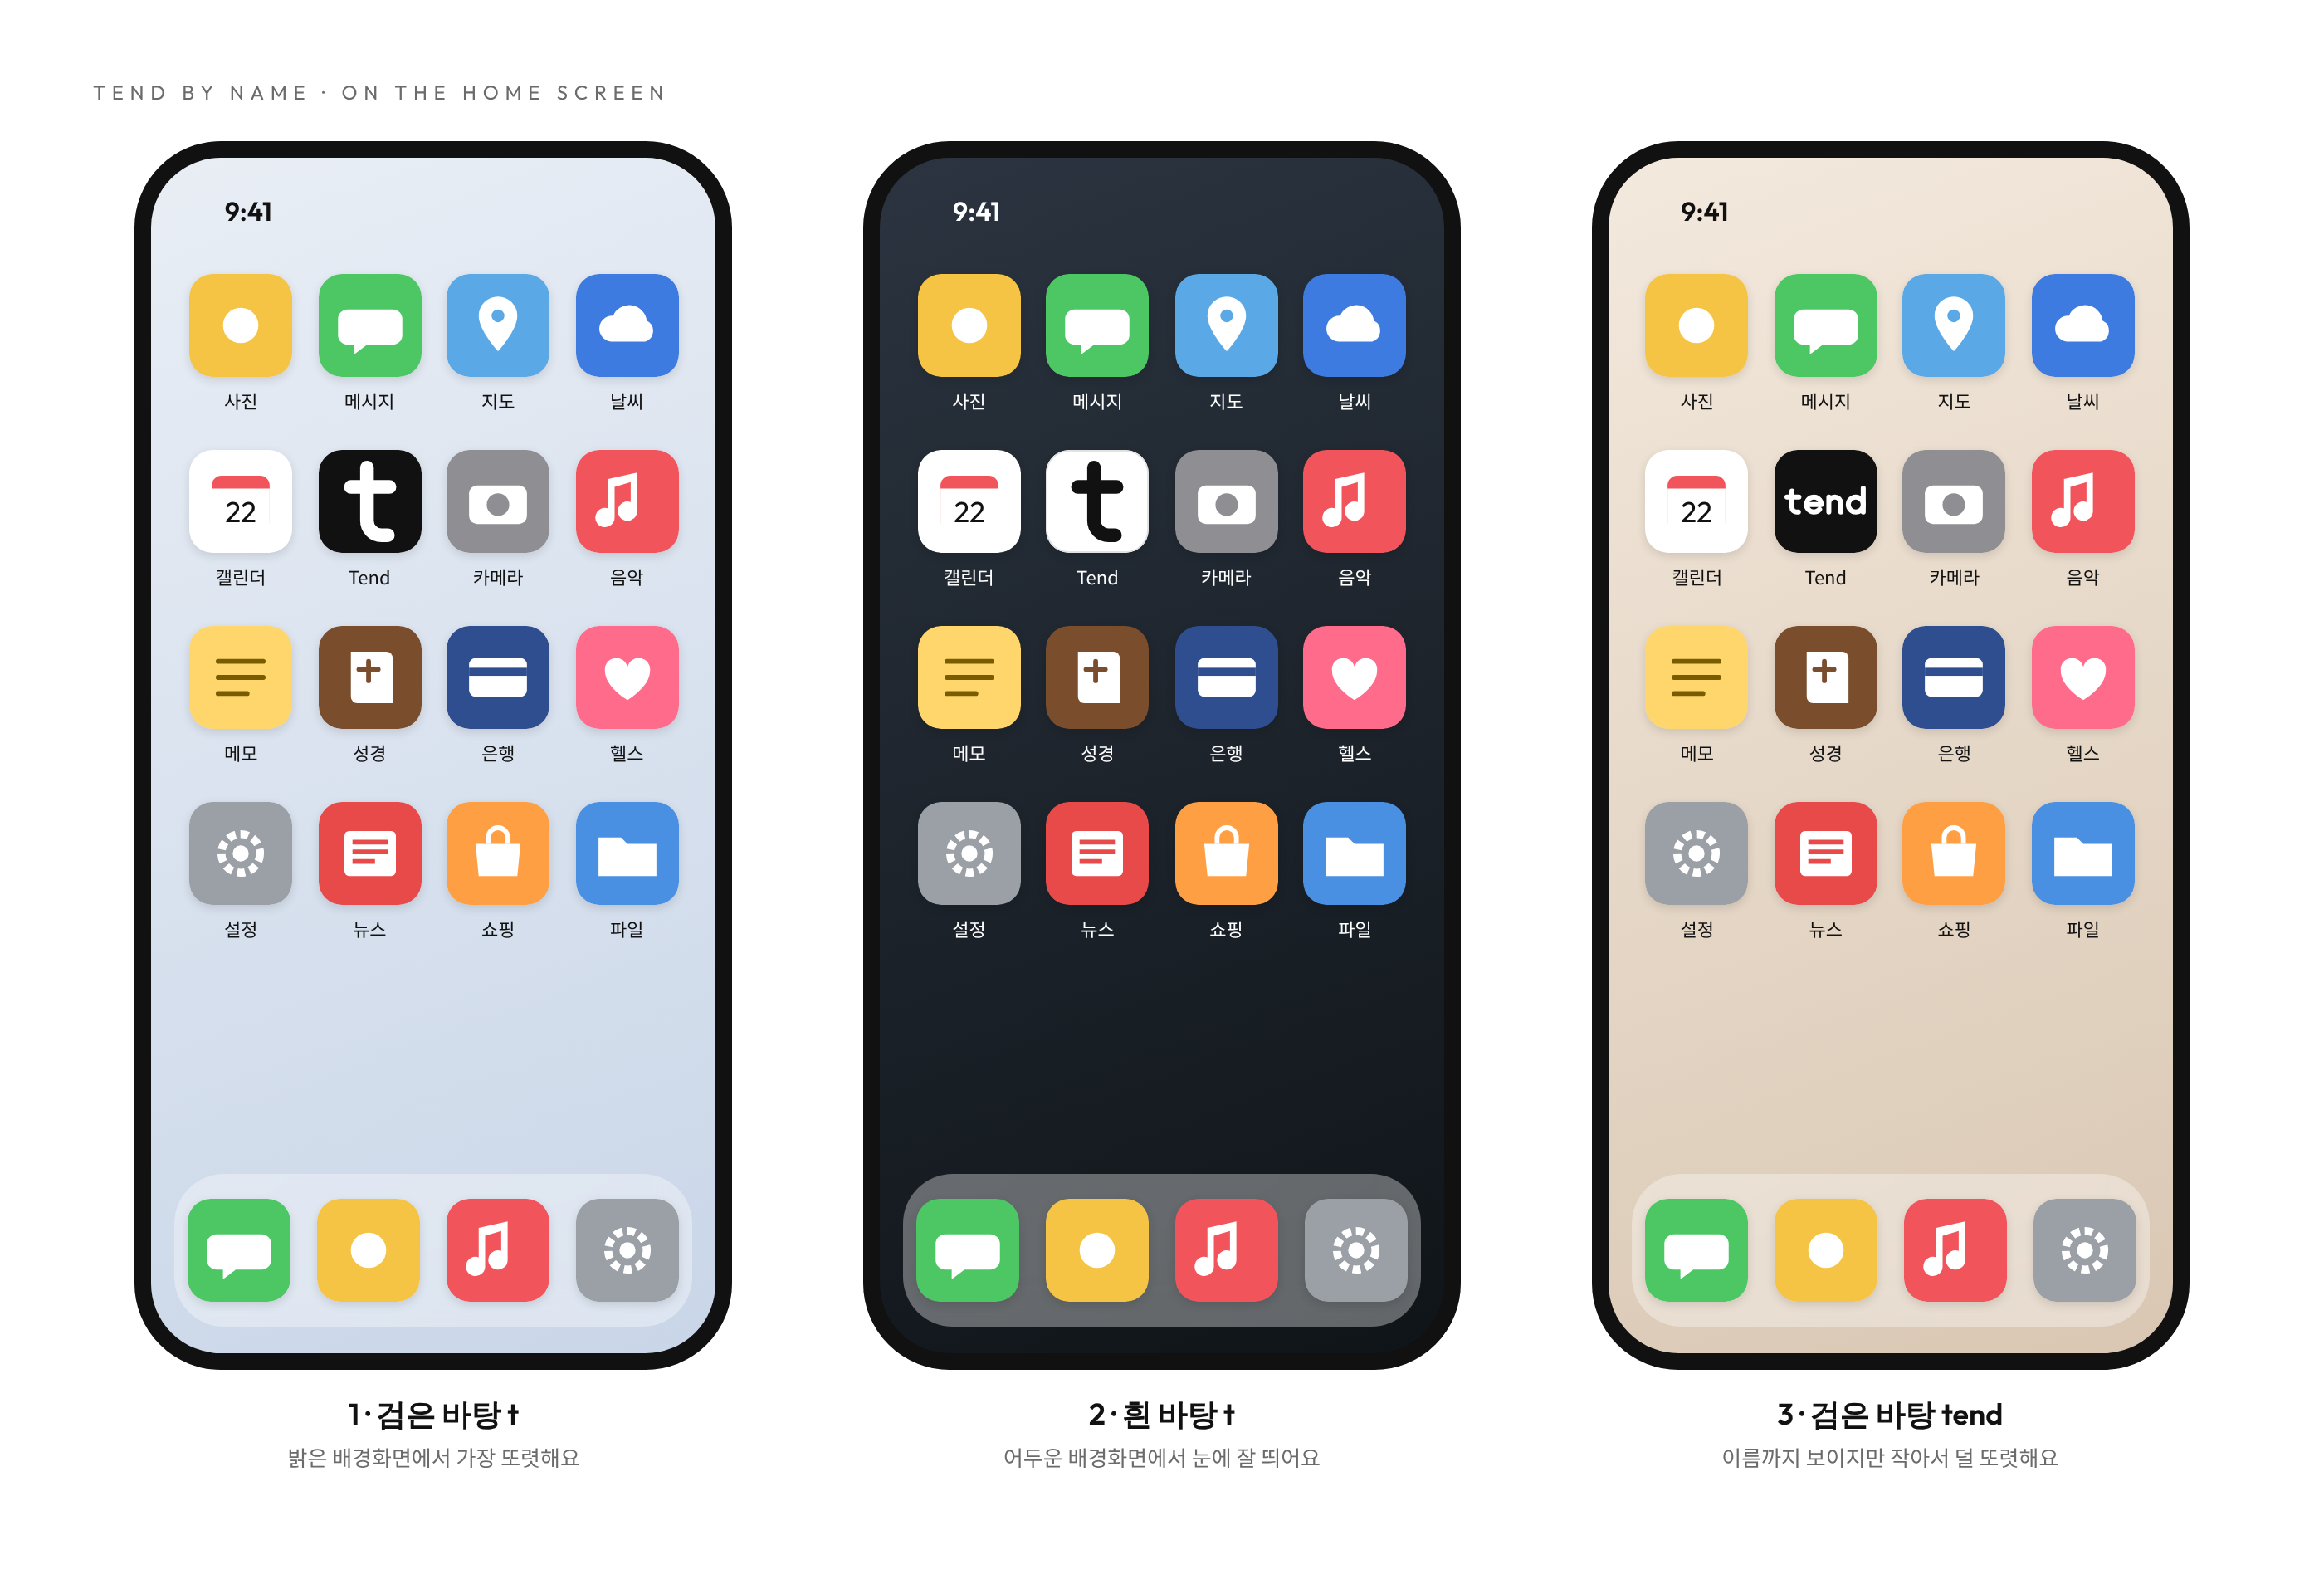 TEND BY NAME · ON THE HOME SCREEN
9:41
사진 메시지 지도 날씨
22 t
캘린더 Tend 카메라 음악
메모 성경 은행 헬스
설정 뉴스 쇼핑 파일
1·검은 바탕 t
밝은 배경화면에서 가장 또렷해요
9:41
사진 메시지 지도 날씨
22 t
캘린더 Tend 카메라 음악
메모 성경 은행 헬스
설정 뉴스 쇼핑 파일
2·흰 바탕 t
어두운 배경화면에서 눈에 잘 띄어요
9:41
사진 메시지 지도 날씨
22 tend
캘린더 Tend 카메라 음악
메모 성경 은행 헬스
설정 뉴스 쇼핑 파일
3·검은 바탕 tend
이름까지 보이지만 작아서 덜 또렷해요